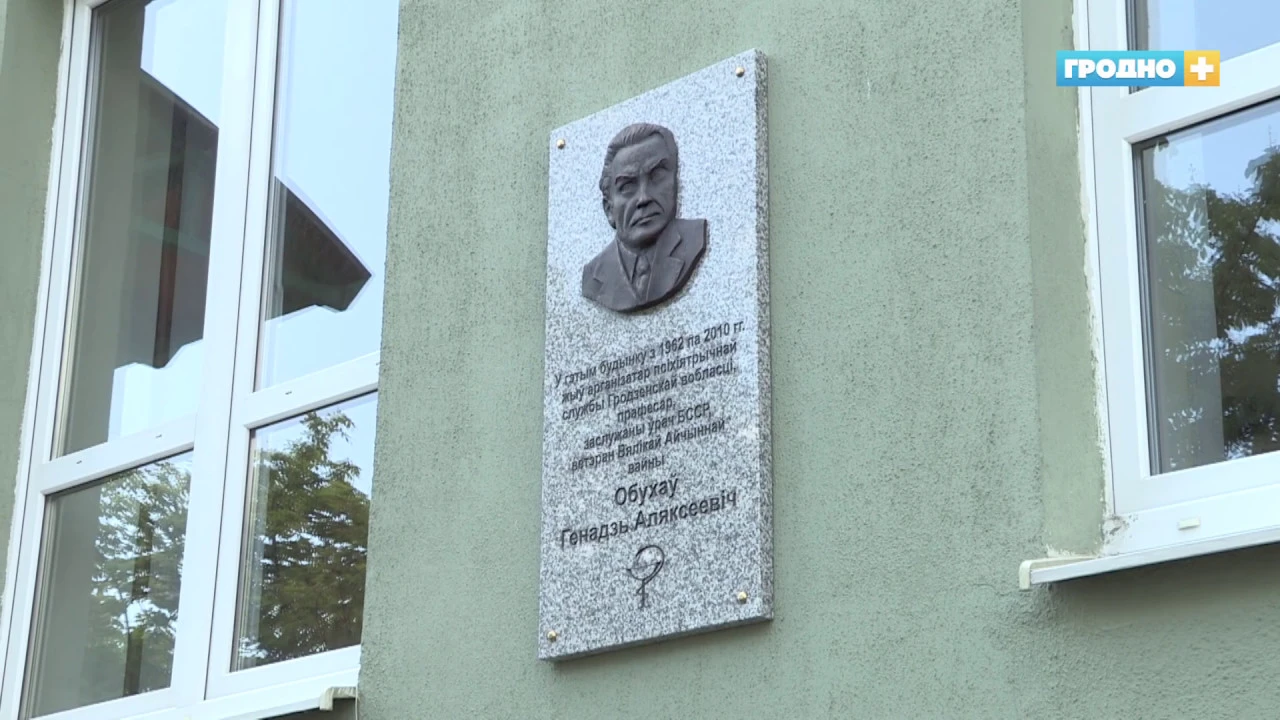 ГРОДНО +
У гэтым будынку з 1962 па 2010 гг.
жыў арганізатар псіхіятрычнай
службы Гродзенскай вобласці,
прафесар,
заслужаны ўрач БССР,
ветэран Вялікай Айчыннай
вайны
Обухаў
Генадзь Аляксеевіч